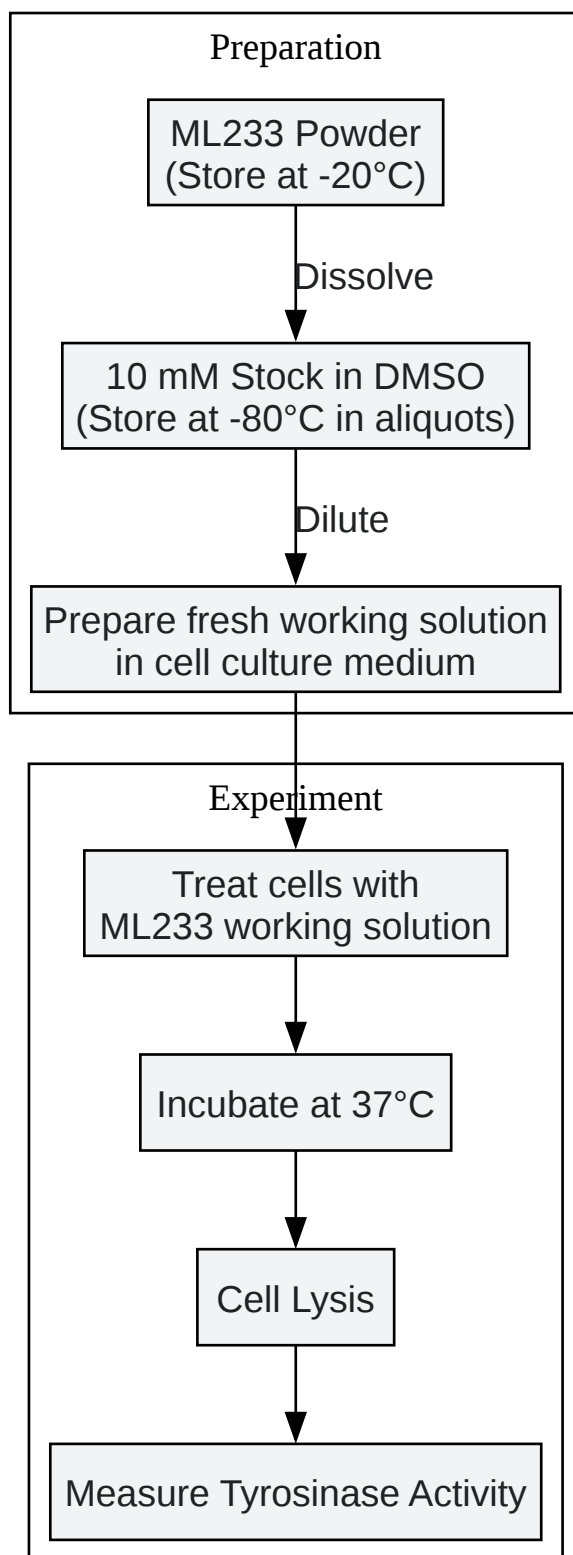 Preparation
ML233 Powder
(Store at -20°C)
Dissolve
10 mM Stock in DMSO
(Store at -80°C in aliquots)
Dilute
Prepare fresh working solution
in cell culture medium
Experiment
Treat cells with
ML233 working solution
Incubate at 37°C
Cell Lysis
Measure Tyrosinase Activity